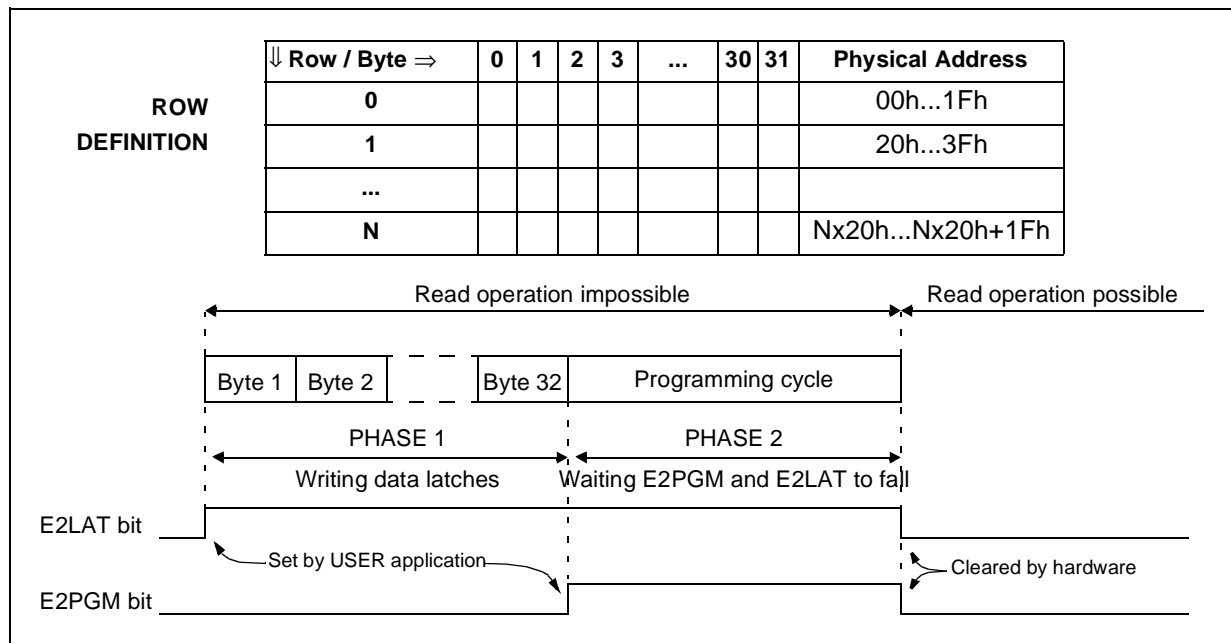 ⇓ Row / Byte ⇒ 0 1 2 3 ... 30 31 Physical Address
ROW DEFINITION
0 00h...1Fh
1 20h...3Fh
...
N Nx20h...Nx20h+1Fh
Read operation impossible Read operation possible
Byte 1 Byte 2 Byte 32 Programming cycle
PHASE 1 PHASE 2
Writing data latches Waiting E2PGM and E2LAT to fall
E2LAT bit
Set by USER application Cleared by hardware
E2PGM bit